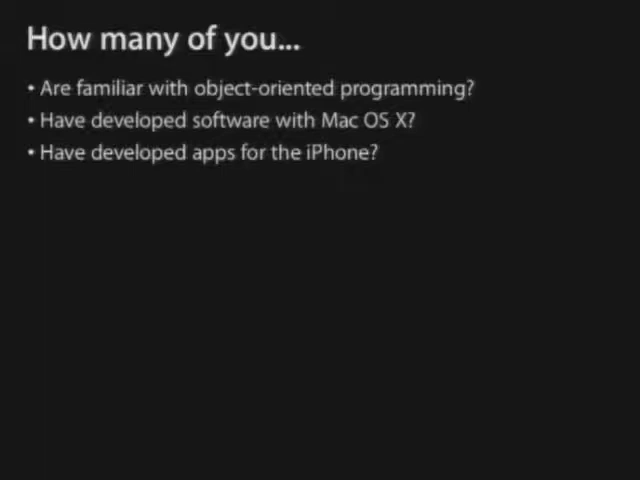 How many of you...
• Are familiar with object-oriented programming?
• Have developed software with Mac OS X?
• Have developed apps for the iPhone?